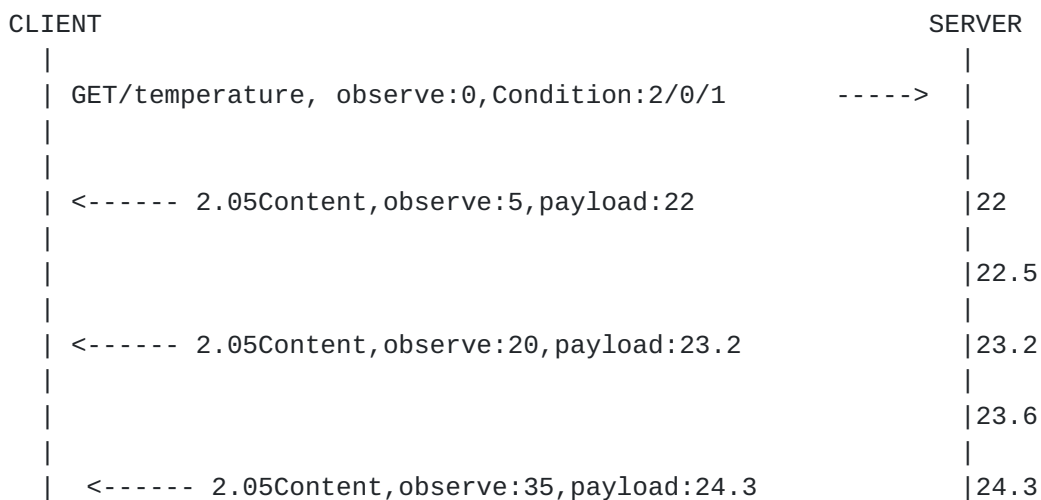 CLIENT SERVER
GET/temperature, observe:0,Condition:2/0/1 ----->
<------ 2.05Content,observe:5,payload:22 |22
|22.5
<------ 2.05Content,observe:20,payload:23.2 |23.2
|23.6
<------ 2.05Content,observe:35,payload:24.3 |24.3